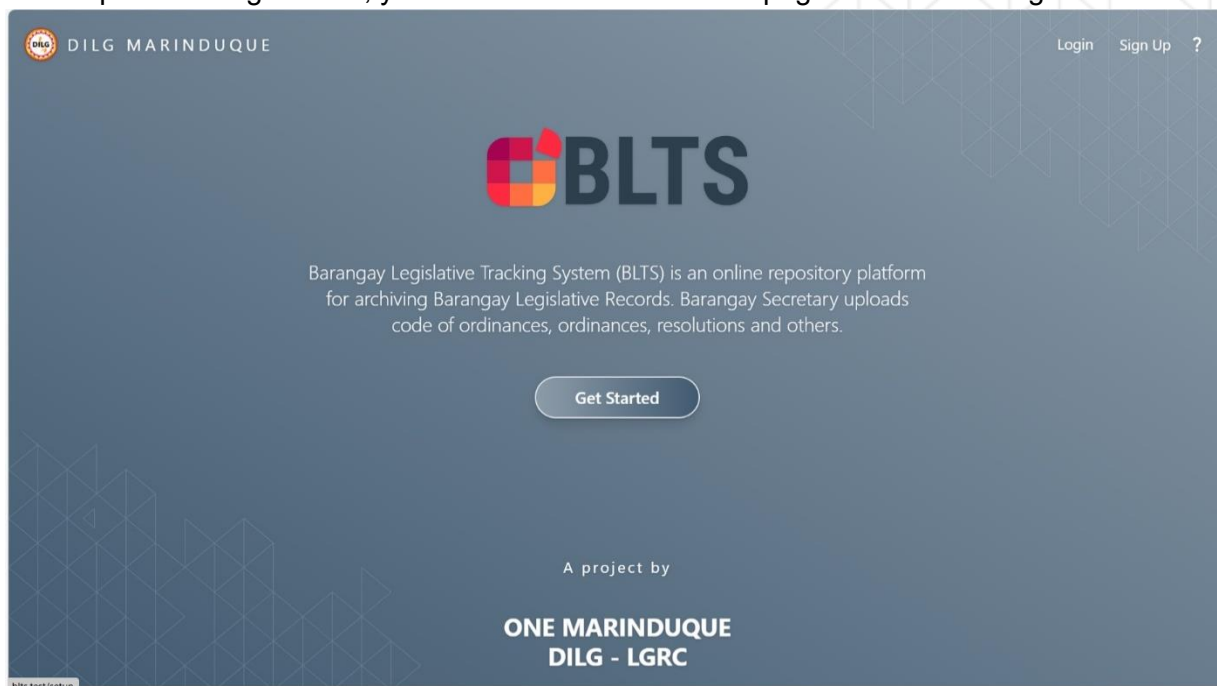 DILG MARINDUQUE
Login Sign Up ?
BLTS
Barangay Legislative Tracking System (BLTS) is an online repository platform
for archiving Barangay Legislative Records. Barangay Secretary uploads
code of ordinances, ordinances, resolutions and others.
Get Started
A project by
ONE MARINDUQUE
DILG - LGRC